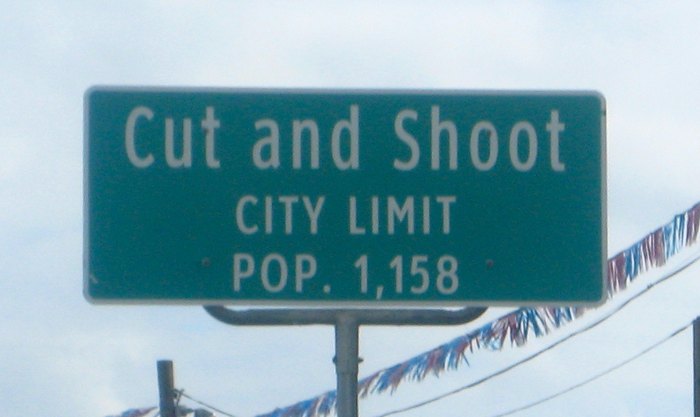 Cut and Shoot
CITY LIMIT
POP. 1,158